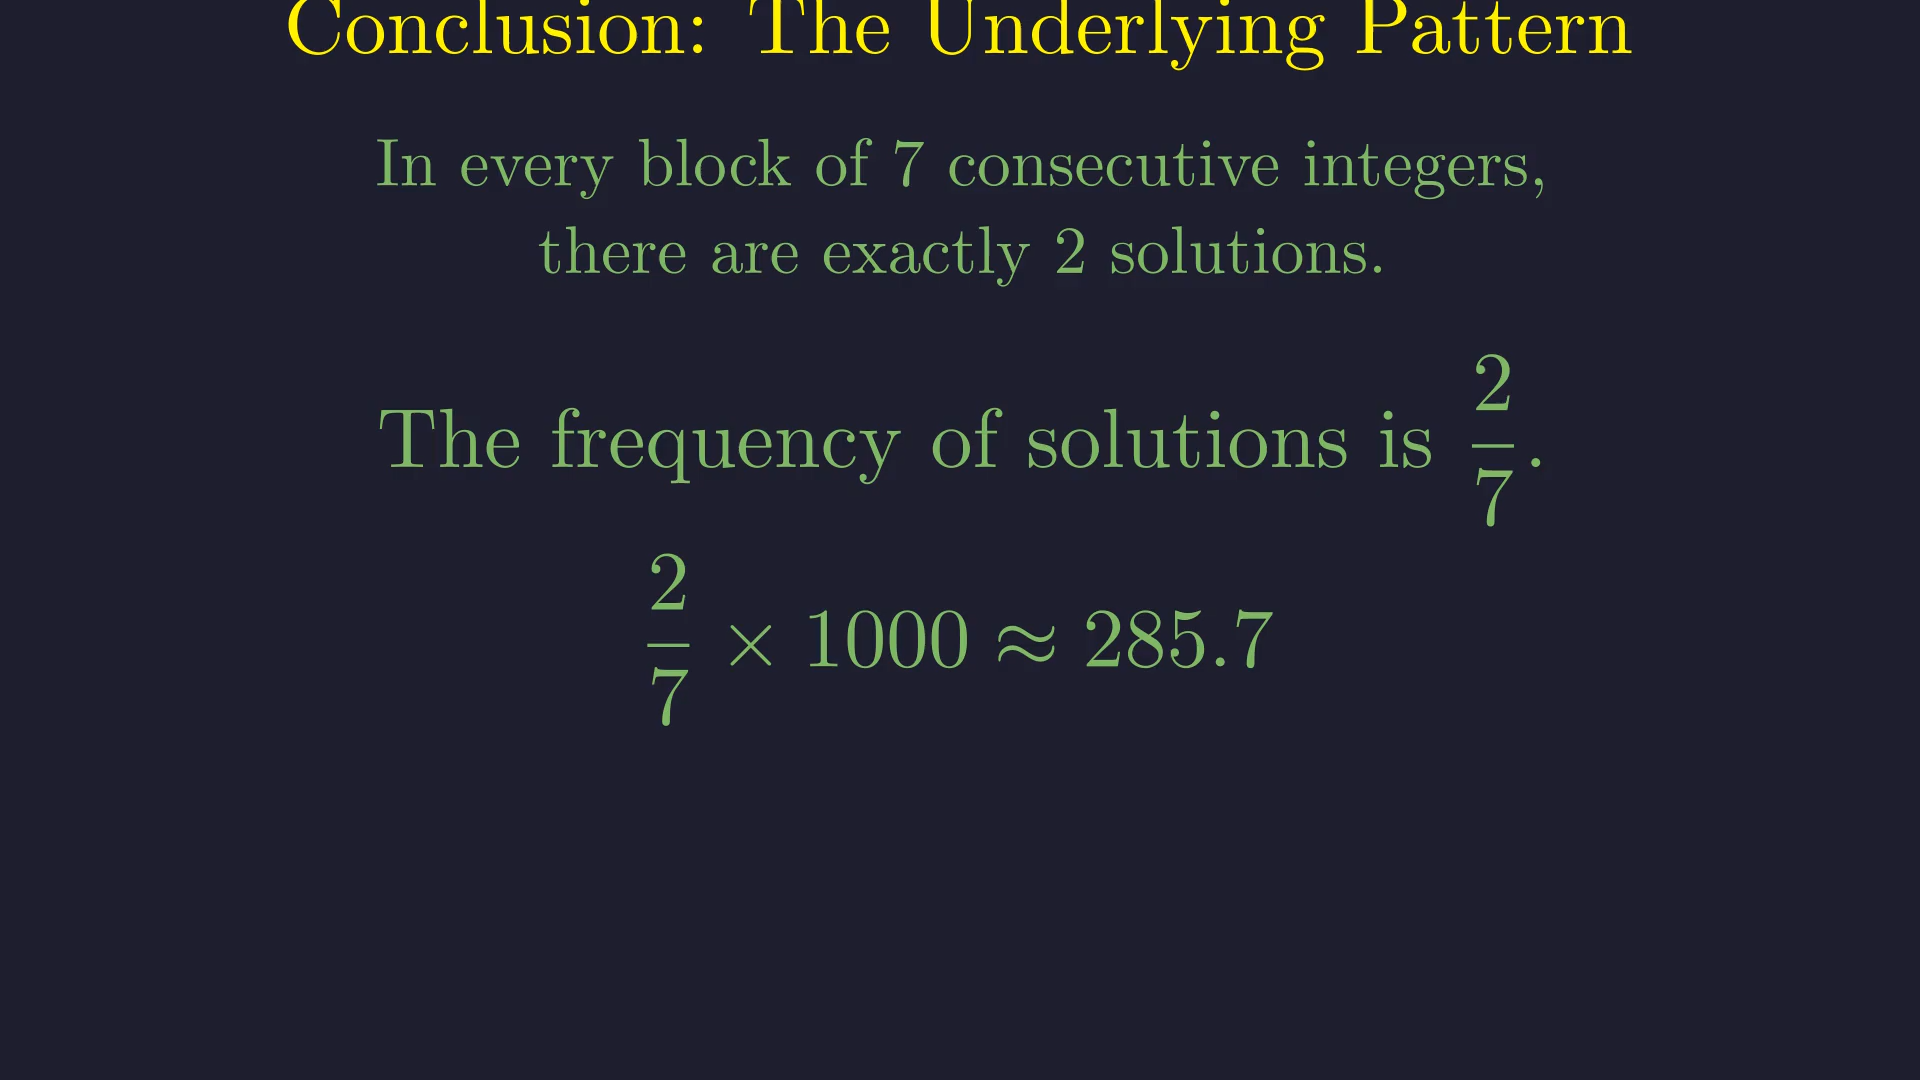 Conclusion: The Underlying Pattern
In every block of 7 consecutive integers,
there are exactly 2 solutions.
The frequency of solutions is 2/7.
2/7 × 1000 ≈ 285.7